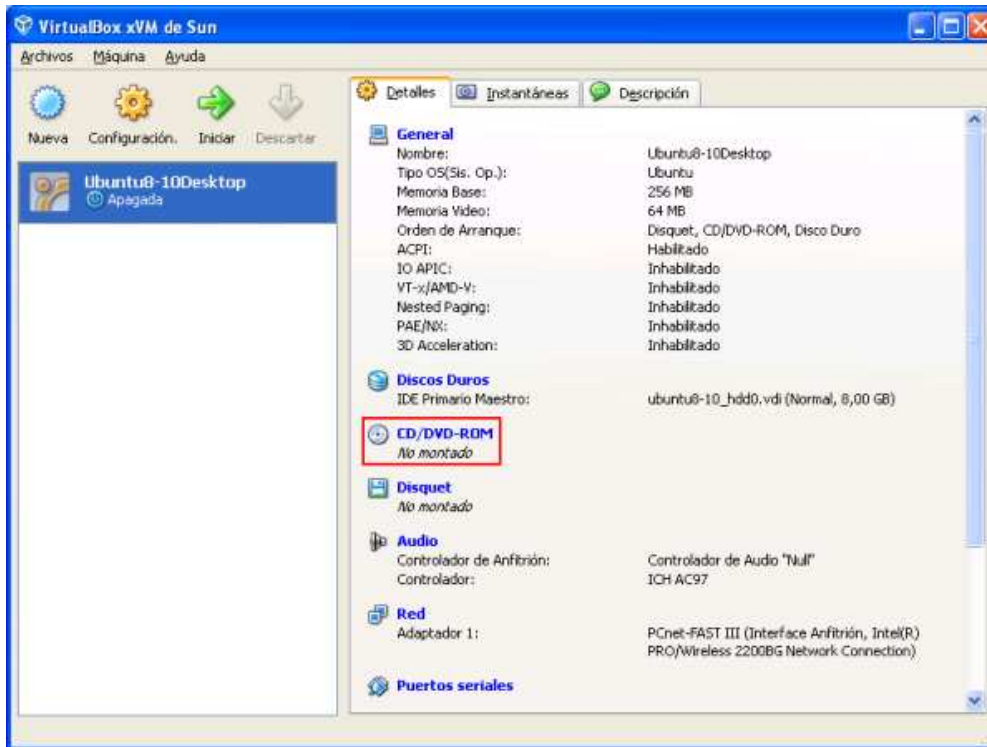 VirtualBox xVM de Sun
Archivos Máquina Ayuda
Nueva Configuración. Iniciar Descartar
Ubuntu8-10Desktop
Apagada
Detalles Instantáneas Descripción
General
Nombre: Ubuntu8-10Desktop
Tipo OS(Sis. Op.): Ubuntu
Memoria Base: 256 MB
Memoria Video: 64 MB
Orden de Arranque: Disquet, CD/DVD-ROM, Disco Duro
ACPI: Habilitado
IO APIC: Inhabilitado
VT-x/AMD-V: Inhabilitado
Nested Paging: Inhabilitado
PAE/NX: Inhabilitado
3D Acceleration: Inhabilitado
Discos Duros
IDE Primario Maestro: ubuntu8-10_hdd0.vdi (Normal, 8,00 GB)
CD/DVD-ROM
No montado
Disquet
No montado
Audio
Controlador de Anfitrión: Controlador de Audio "Null"
Controlador: ICH AC97
Red
Adaptador 1: PCnet-FAST III (Interface Anfitrión, Intel(R)
PRO/Wireless 2200BG Network Connection)
Puertos seriales